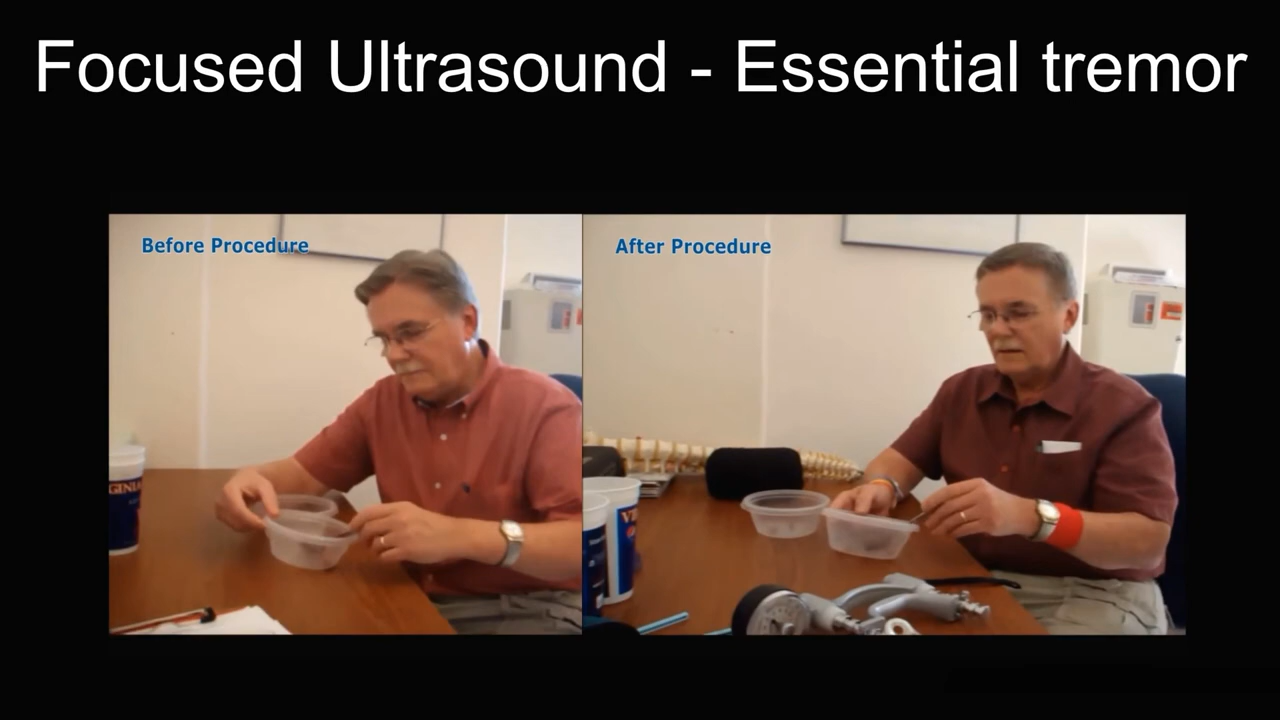 Focused Ultrasound - Essential tremor
Before Procedure
After Procedure